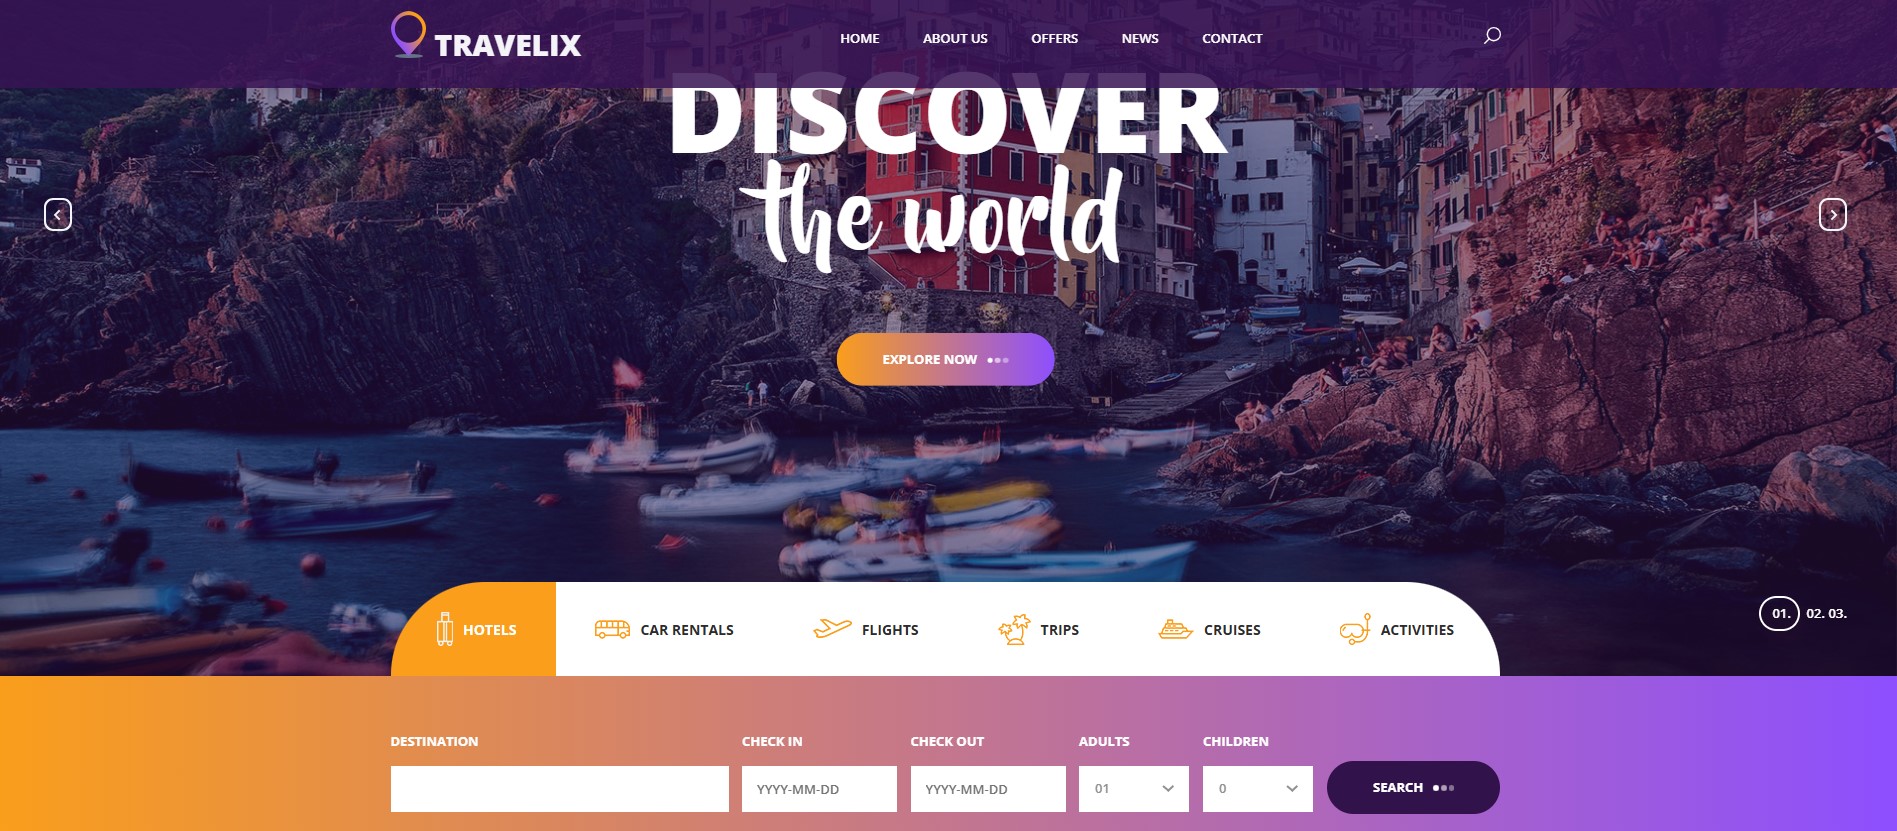 TRAVELIX
HOME ABOUT US OFFERS NEWS CONTACT
DISCOVER
the world
EXPLORE NOW
01. 02. 03.
HOTELS CAR RENTALS FLIGHTS TRIPS CRUISES ACTIVITIES
DESTINATION CHECK IN CHECK OUT ADULTS CHILDREN
YYYY-MM-DD YYYY-MM-DD 01 0 SEARCH